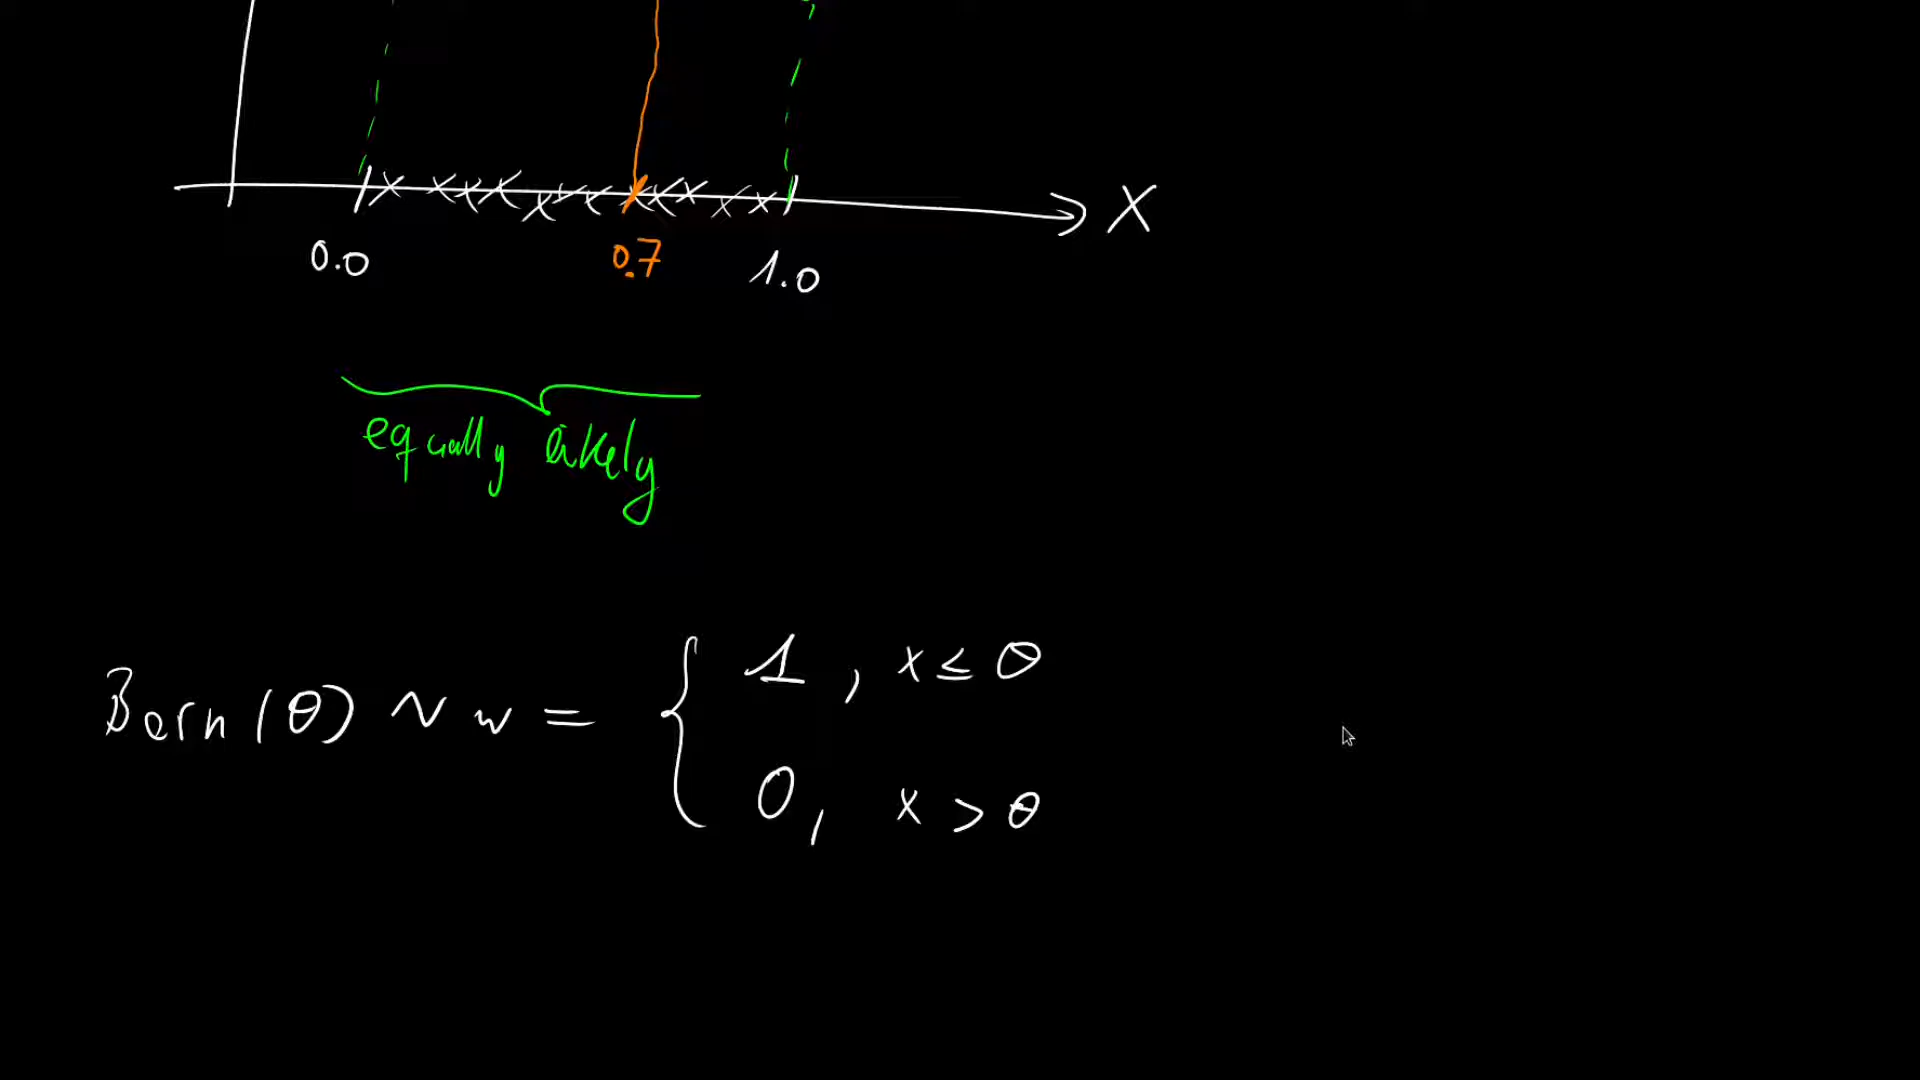 X
0.0 0.7 1.0
equally likely
Bern(θ) ~ w = { 1, x ≤ θ
0, x > θ